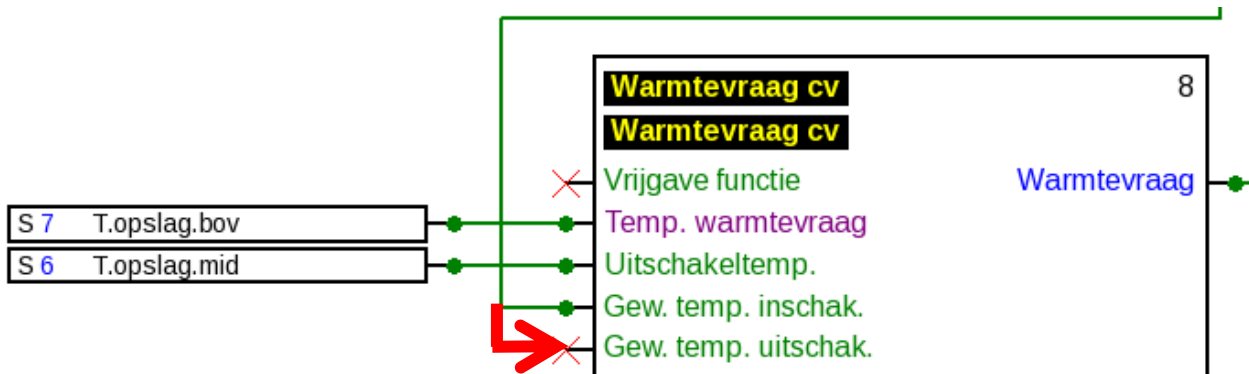 Warmtevraag cv 8
Warmtevraag cv
Vrijgave functie Warmtevraag
S 7 T.opslag.bov Temp. warmtevraag
S 6 T.opslag.mid Uitschakeltemp.
Gew. temp. inschak.
Gew. temp. uitschak.